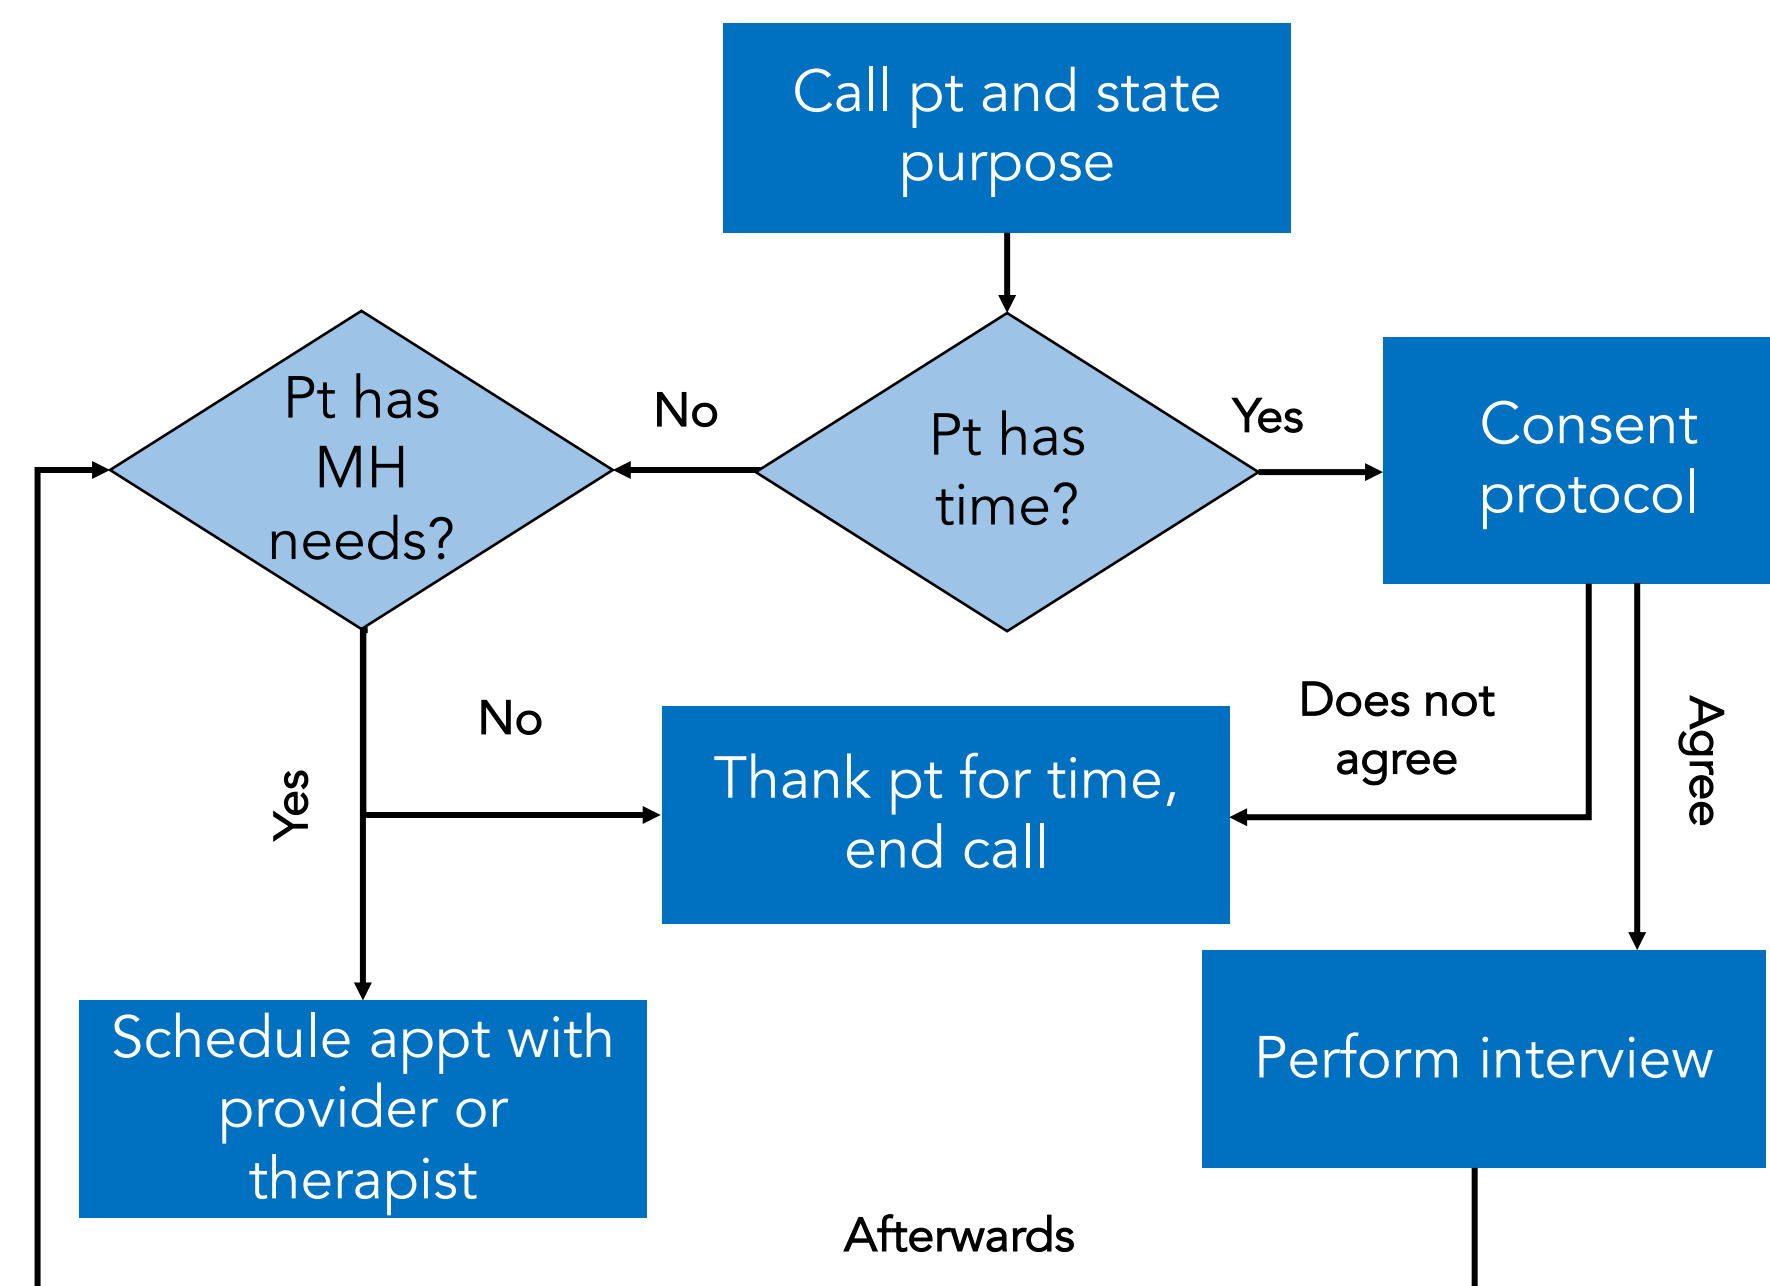 Call pt and state
purpose
Pt has
MH
needs?
No
Pt has
time?
Yes
Consent
protocol
Yes
No
Thank pt for time,
end call
Does not
agree
Agree
Schedule appt with
provider or
therapist
Perform interview
Afterwards